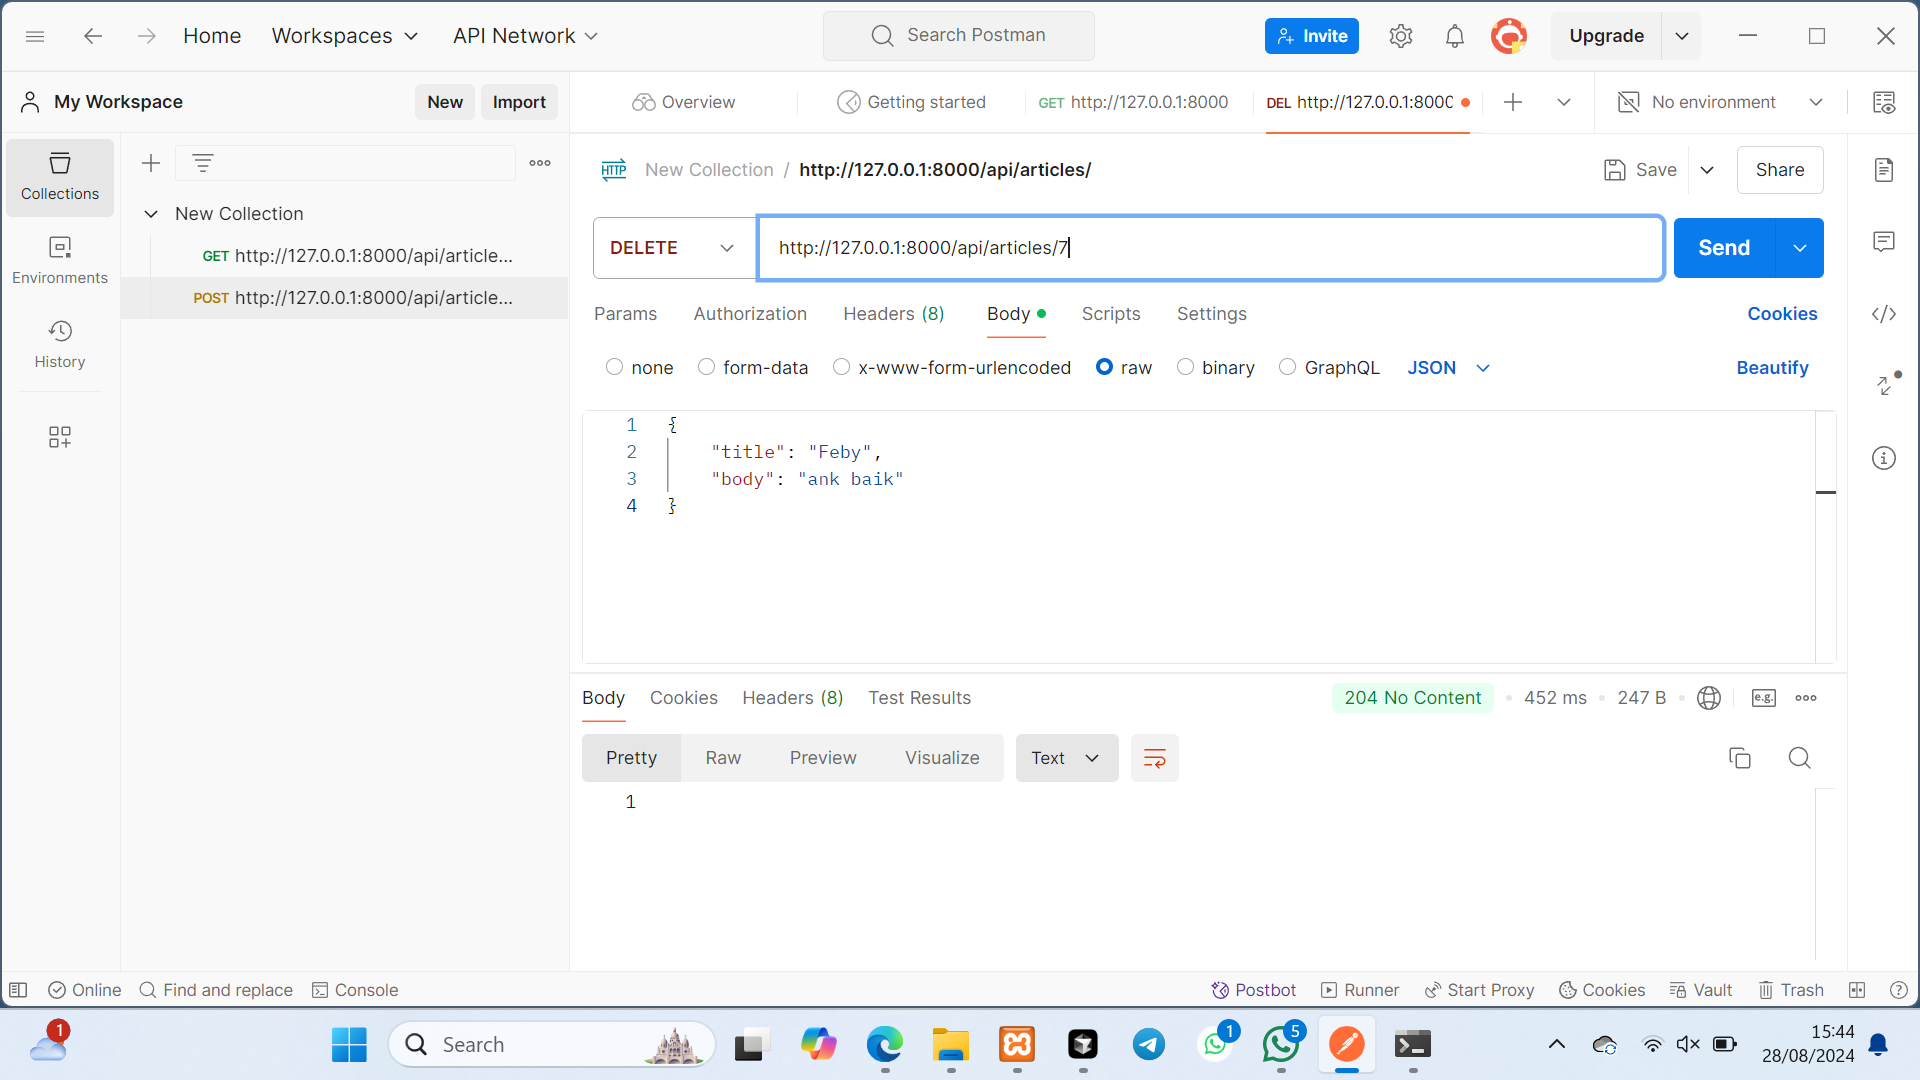 Home Workspaces API Network Search Postman Invite Upgrade
My Workspace New Import Overview Getting started GET http://127.0.0.1:8000 DEL http://127.0.0.1:8000 No environment
Collections
Environments
History
New Collection
GET http://127.0.0.1:8000/api/article...
POST http://127.0.0.1:8000/api/article...
HTTP New Collection / http://127.0.0.1:8000/api/articles/ Save Share
DELETE http://127.0.0.1:8000/api/articles/7 Send
Params Authorization Headers (8) Body Scripts Settings Cookies
none form-data x-www-form-urlencoded raw binary GraphQL JSON Beautify
1 {
2 "title": "Feby",
3 "body": "ank baik"
4 }
Body Cookies Headers (8) Test Results 204 No Content 452 ms 247 B e.g.
Pretty Raw Preview Visualize Text
1
Online Find and replace Console Postbot Runner Start Proxy Cookies Vault Trash
1 Search 1 5 15:44
28/08/2024